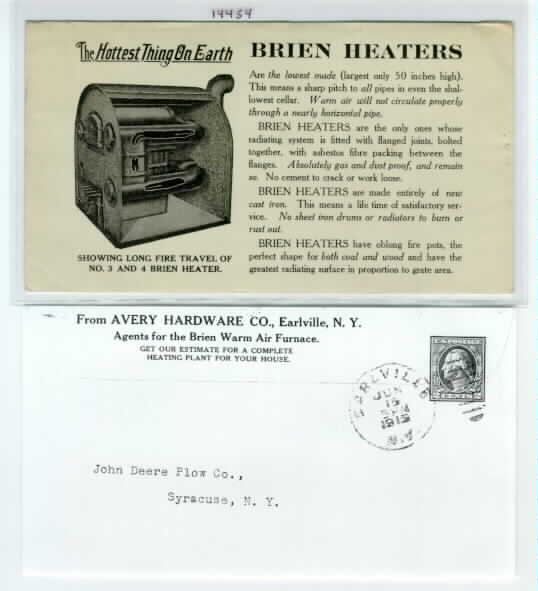 14454
The Hottest Thing On Earth
BRIEN HEATERS
Are the lowest made (largest only 50 inches high).
This means a sharp pitch to all pipes in even the shal-
lowest cellar. Warm air will not circulate properly
through a nearly horizontal pipe.
BRIEN HEATERS are the only ones whose
radiating system is fitted with flanged joints, bolted
together, with asbestos fibre packing between the
flanges. Absolutely gas and dust proof, and remain
so. No cement to crack or work loose.
BRIEN HEATERS are made entirely of new
cast iron. This means a life time of satisfactory ser-
vice. No sheet iron drums or radiators to burn or
rust out.
BRIEN HEATERS have oblong fire pots, the
perfect shape for both coal and wood and have the
greatest radiating surface in proportion to grate area.
SHOWING LONG FIRE TRAVEL OF
NO. 3 AND 4 BRIEN HEATER.
From AVERY HARDWARE CO., Earlville, N. Y.
Agents for the Brien Warm Air Furnace.
GET OUR ESTIMATE FOR A COMPLETE
HEATING PLANT FOR YOUR HOUSE.
U.S. POSTAGE
CENTS
EARLVILLE
JUN
15
1915
N.Y.
John Deere Plow Co.,
Syracuse, N. Y.